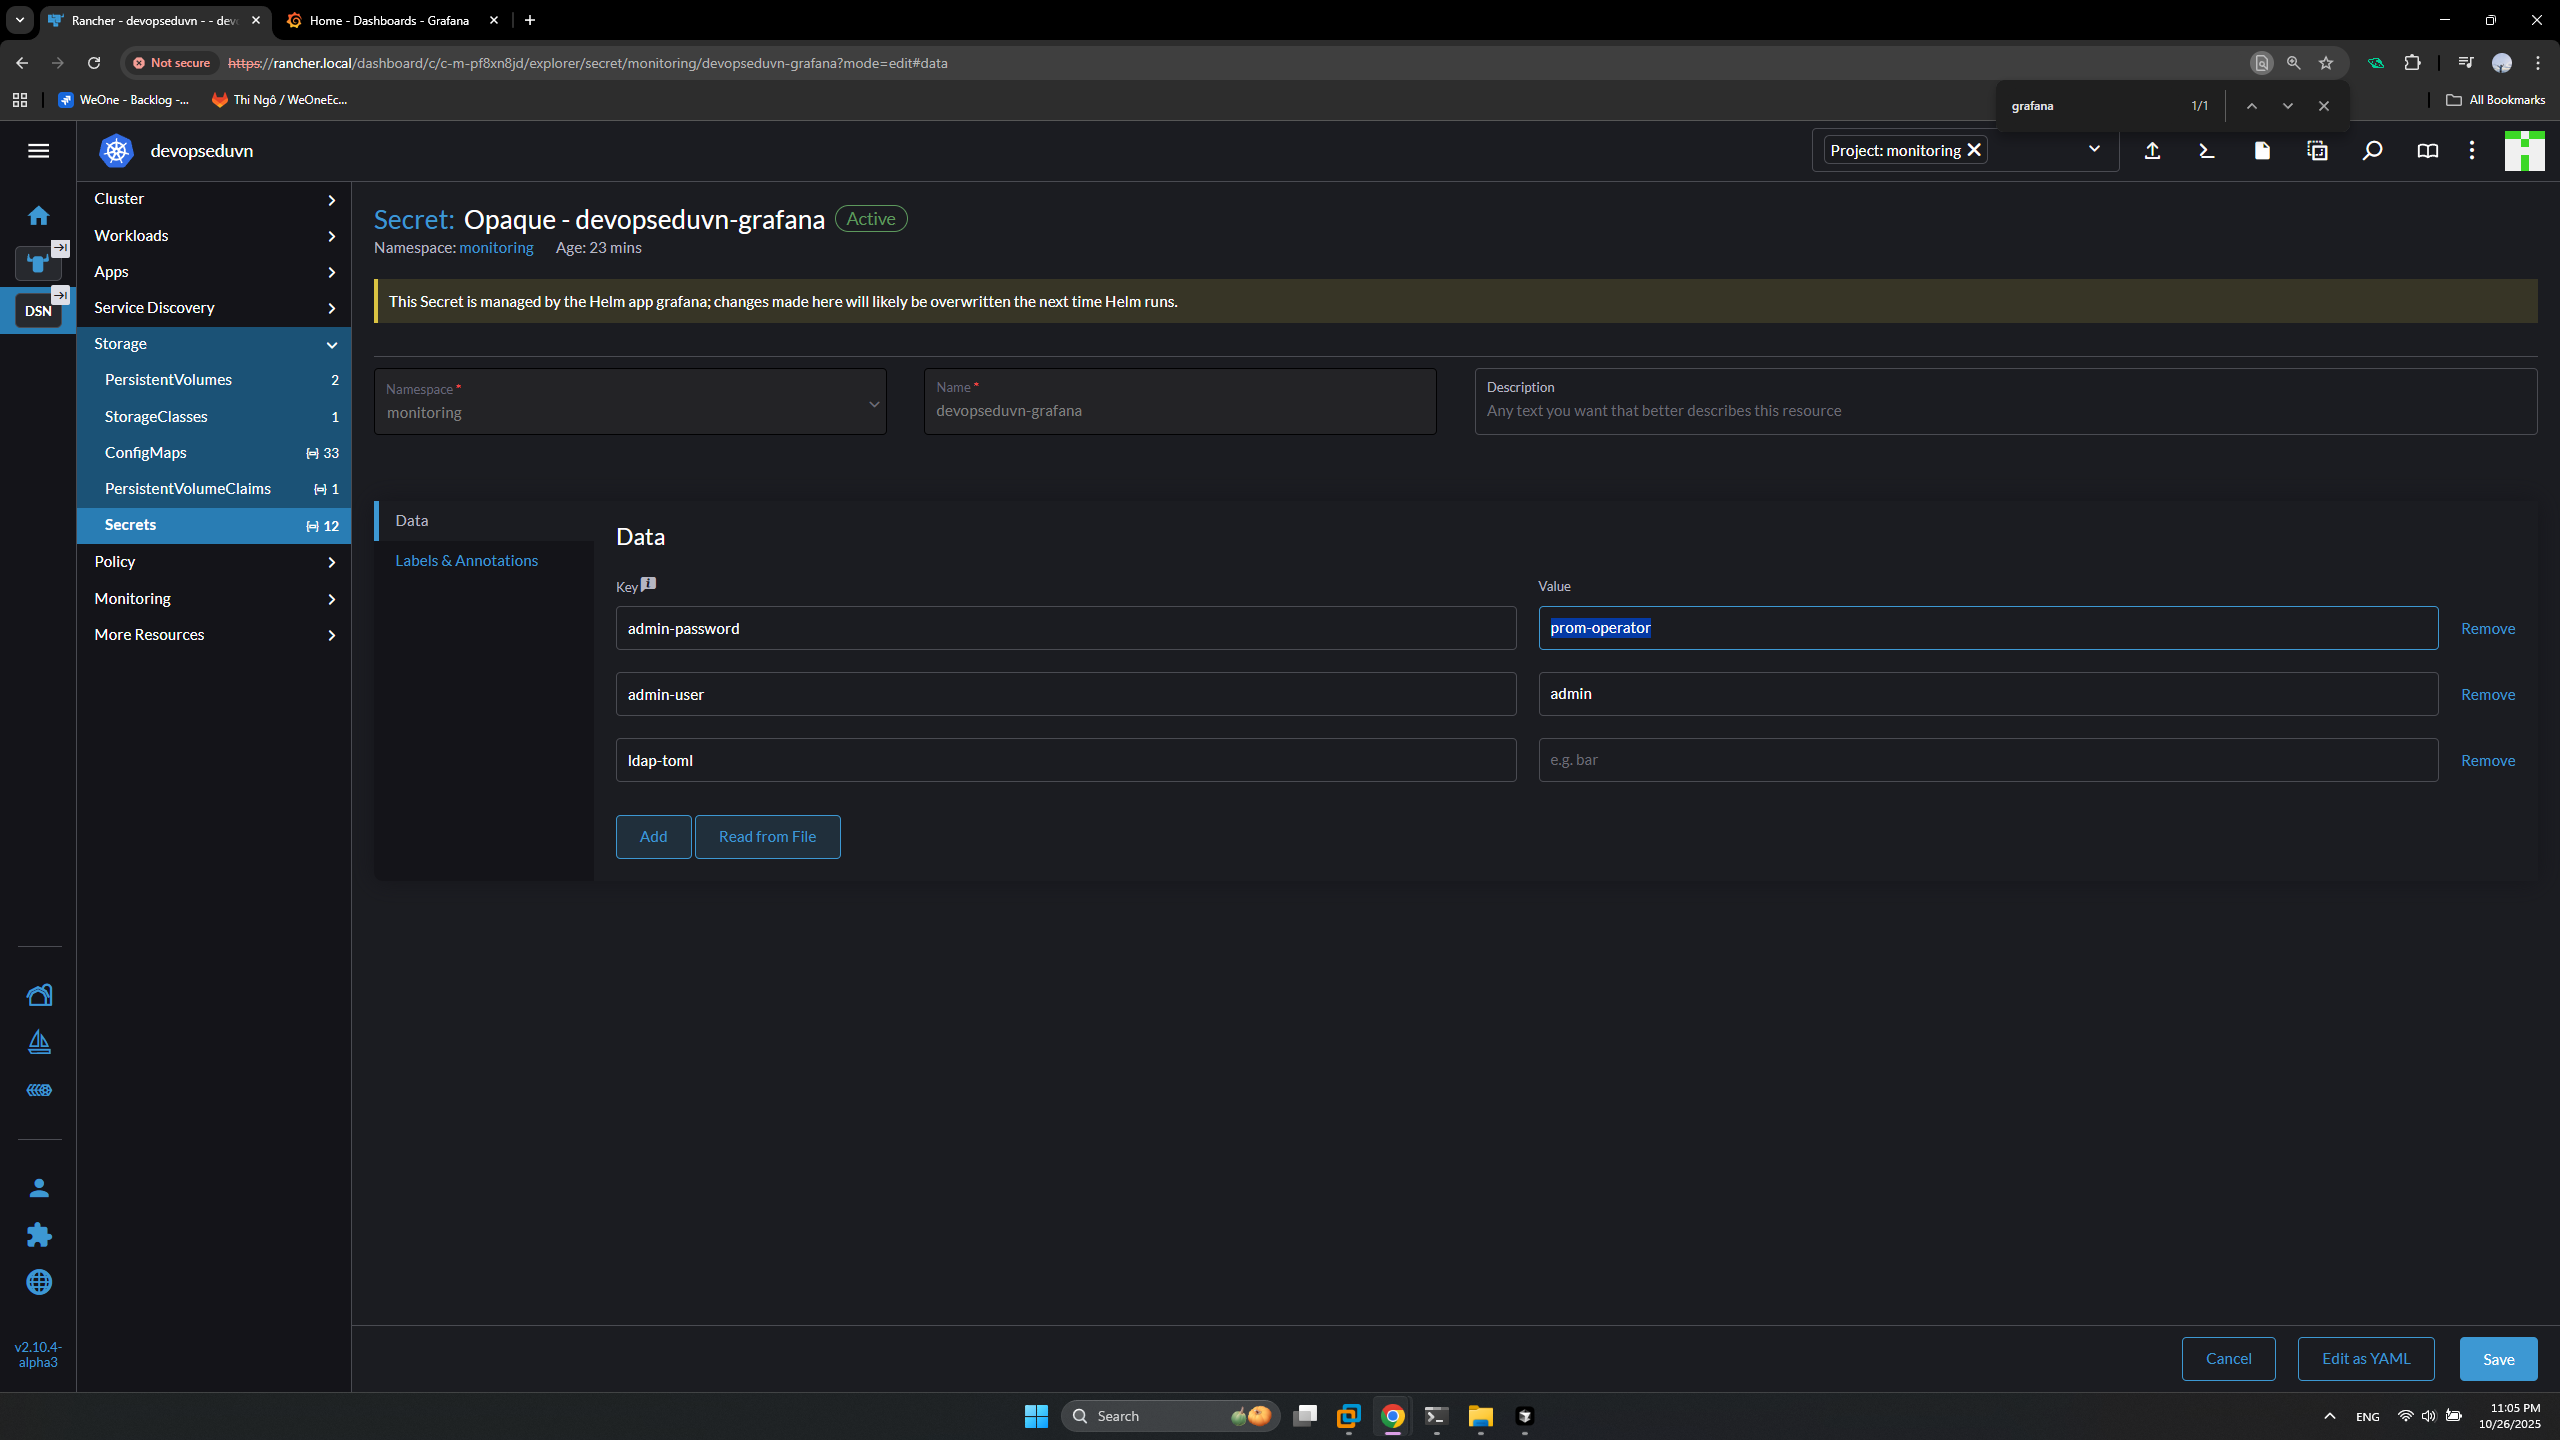 Rancher - devopseduvn - - dev
Home - Dashboards - Grafana
Not secure
https://rancher.local/dashboard/c/c-m-pf8xn8jd/explorer/secret/monitoring/devopseduvn-grafana?mode=edit#data
WeOne - Backlog -...
Thi Ngô / WeOneEc...
grafana
1/1
All Bookmarks
devopseduvn
Project: monitoring
DSN
Cluster
Workloads
Apps
Service Discovery
Storage
PersistentVolumes 2
StorageClasses 1
ConfigMaps 33
PersistentVolumeClaims 1
Secrets 12
Policy
Monitoring
More Resources
v2.10.4-
alpha3
Secret: Opaque - devopseduvn-grafana Active
Namespace: monitoring Age: 23 mins
This Secret is managed by the Helm app grafana; changes made here will likely be overwritten the next time Helm runs.
Namespace *
monitoring
Name *
devopseduvn-grafana
Description
Any text you want that better describes this resource
Data
Labels & Annotations
Data
Key
Value
admin-password
prom-operator
Remove
admin-user
admin
Remove
ldap-toml
e.g. bar
Remove
Add
Read from File
Cancel
Edit as YAML
Save
Search
ENG
11:05 PM
10/26/2025